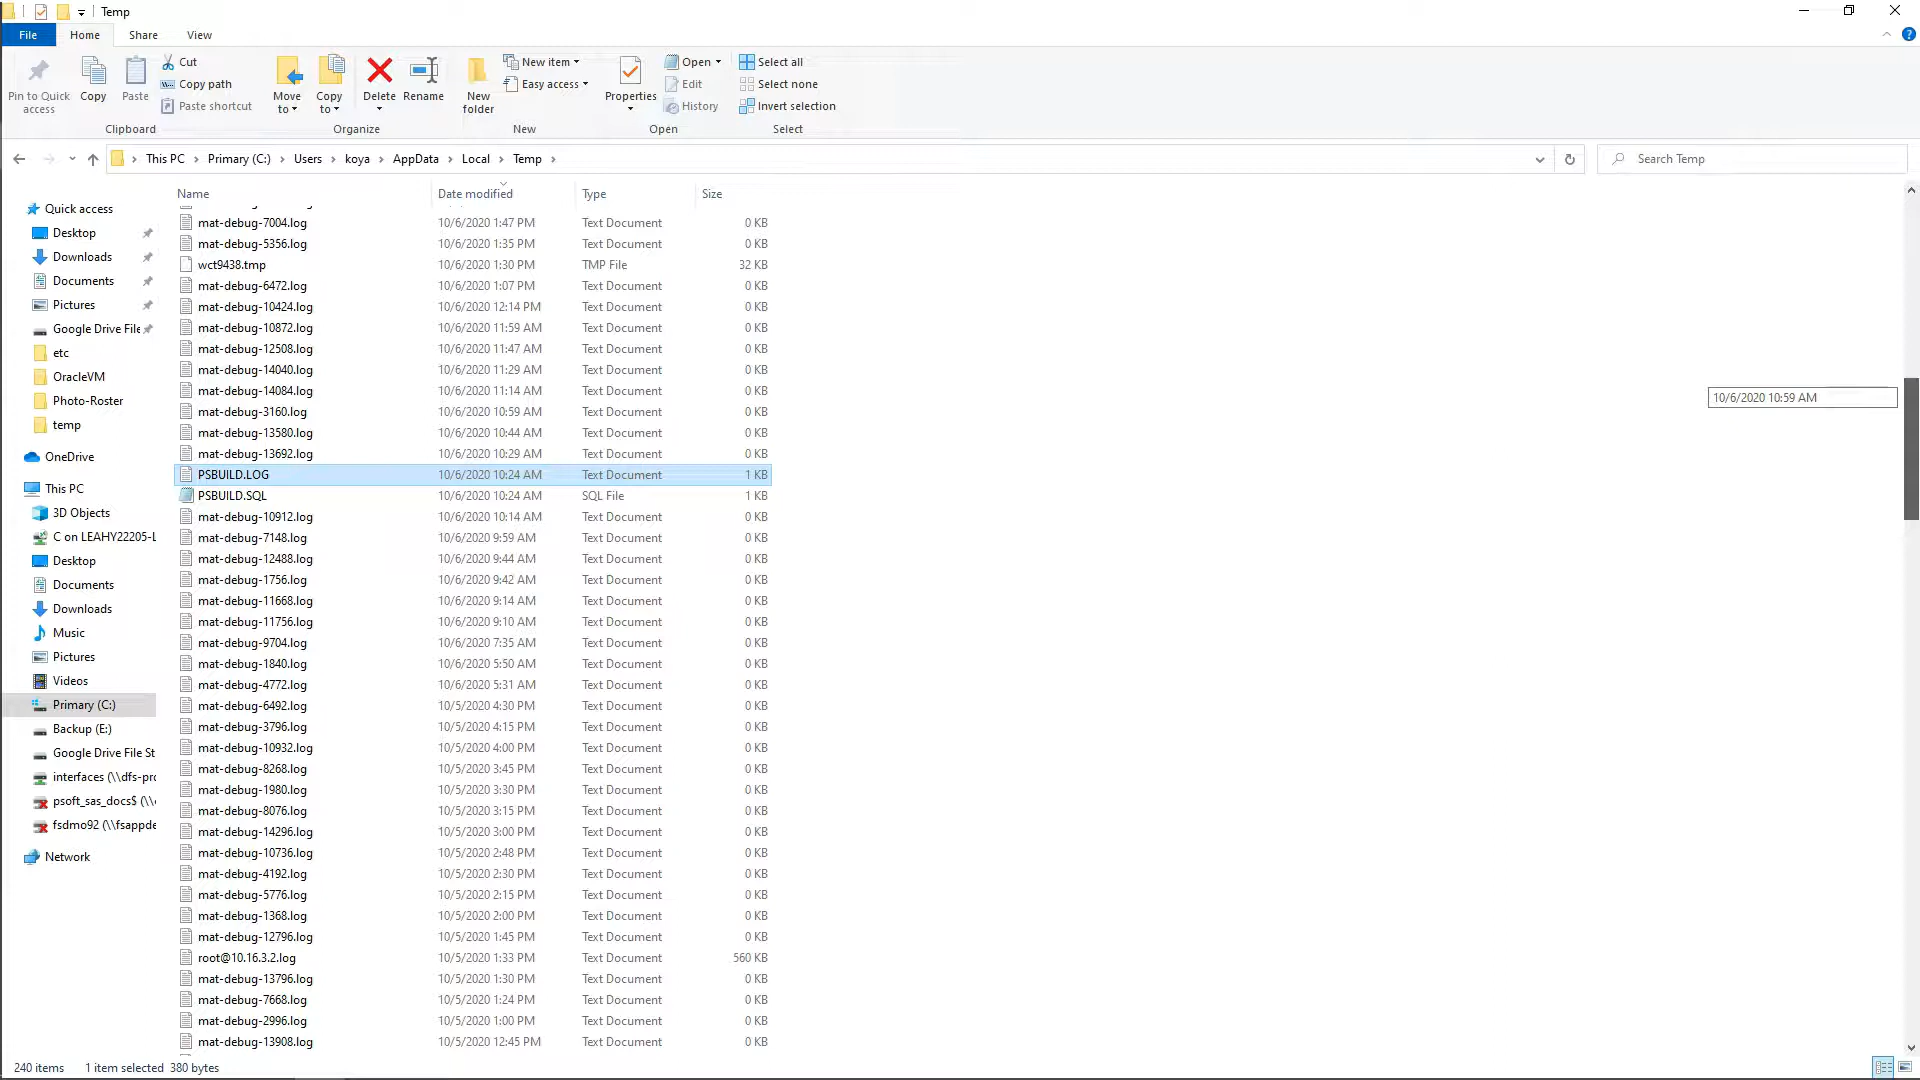 Temp
File Home Share View
Pin to Quick access
Copy
Paste
Cut
Copy path
Paste shortcut
Clipboard
Move to
Copy to
Delete
Rename
Organize
New folder
New item
Easy access
New
Properties
Open
Edit
History
Open
Select all
Select none
Invert selection
Select
This PC > Primary (C:) > Users > koya > AppData > Local > Temp >
Search Temp
Quick access
Desktop
Downloads
Documents
Pictures
Google Drive File
etc
OracleVM
Photo-Roster
temp
OneDrive
This PC
3D Objects
C on LEAHY22205-L
Desktop
Documents
Downloads
Music
Pictures
Videos
Primary (C:)
Backup (E:)
Google Drive File St
interfaces (\\dfs-pro
psoft_sas_docs$ (\\
fsdmo92 (\\fsappde
Network
Name Date modified Type Size
mat-debug-7004.log 10/6/2020 1:47 PM Text Document 0 KB
mat-debug-5356.log 10/6/2020 1:35 PM Text Document 0 KB
wct9438.tmp 10/6/2020 1:30 PM TMP File 32 KB
mat-debug-6472.log 10/6/2020 1:07 PM Text Document 0 KB
mat-debug-10424.log 10/6/2020 12:14 PM Text Document 0 KB
mat-debug-10872.log 10/6/2020 11:59 AM Text Document 0 KB
mat-debug-12508.log 10/6/2020 11:47 AM Text Document 0 KB
mat-debug-14040.log 10/6/2020 11:29 AM Text Document 0 KB
mat-debug-14084.log 10/6/2020 11:14 AM Text Document 0 KB
mat-debug-3160.log 10/6/2020 10:59 AM Text Document 0 KB
mat-debug-13580.log 10/6/2020 10:44 AM Text Document 0 KB
mat-debug-13692.log 10/6/2020 10:29 AM Text Document 0 KB
PSBUILD.LOG 10/6/2020 10:24 AM Text Document 1 KB
PSBUILD.SQL 10/6/2020 10:24 AM SQL File 1 KB
mat-debug-10912.log 10/6/2020 10:14 AM Text Document 0 KB
mat-debug-7148.log 10/6/2020 9:59 AM Text Document 0 KB
mat-debug-12488.log 10/6/2020 9:44 AM Text Document 0 KB
mat-debug-1756.log 10/6/2020 9:42 AM Text Document 0 KB
mat-debug-11668.log 10/6/2020 9:14 AM Text Document 0 KB
mat-debug-11756.log 10/6/2020 9:10 AM Text Document 0 KB
mat-debug-9704.log 10/6/2020 7:35 AM Text Document 0 KB
mat-debug-1840.log 10/6/2020 5:50 AM Text Document 0 KB
mat-debug-4772.log 10/6/2020 5:31 AM Text Document 0 KB
mat-debug-6492.log 10/5/2020 4:30 PM Text Document 0 KB
mat-debug-3796.log 10/5/2020 4:15 PM Text Document 0 KB
mat-debug-10932.log 10/5/2020 4:00 PM Text Document 0 KB
mat-debug-8268.log 10/5/2020 3:45 PM Text Document 0 KB
mat-debug-1980.log 10/5/2020 3:30 PM Text Document 0 KB
mat-debug-8076.log 10/5/2020 3:15 PM Text Document 0 KB
mat-debug-14296.log 10/5/2020 3:00 PM Text Document 0 KB
mat-debug-10736.log 10/5/2020 2:48 PM Text Document 0 KB
mat-debug-4192.log 10/5/2020 2:30 PM Text Document 0 KB
mat-debug-5776.log 10/5/2020 2:15 PM Text Document 0 KB
mat-debug-1368.log 10/5/2020 2:00 PM Text Document 0 KB
mat-debug-12796.log 10/5/2020 1:45 PM Text Document 0 KB
root@10.16.3.2.log 10/5/2020 1:33 PM Text Document 560 KB
mat-debug-13796.log 10/5/2020 1:30 PM Text Document 0 KB
mat-debug-7668.log 10/5/2020 1:24 PM Text Document 0 KB
mat-debug-2996.log 10/5/2020 1:00 PM Text Document 0 KB
mat-debug-13908.log 10/5/2020 12:45 PM Text Document 0 KB
10/6/2020 10:59 AM
240 items 1 item selected 380 bytes